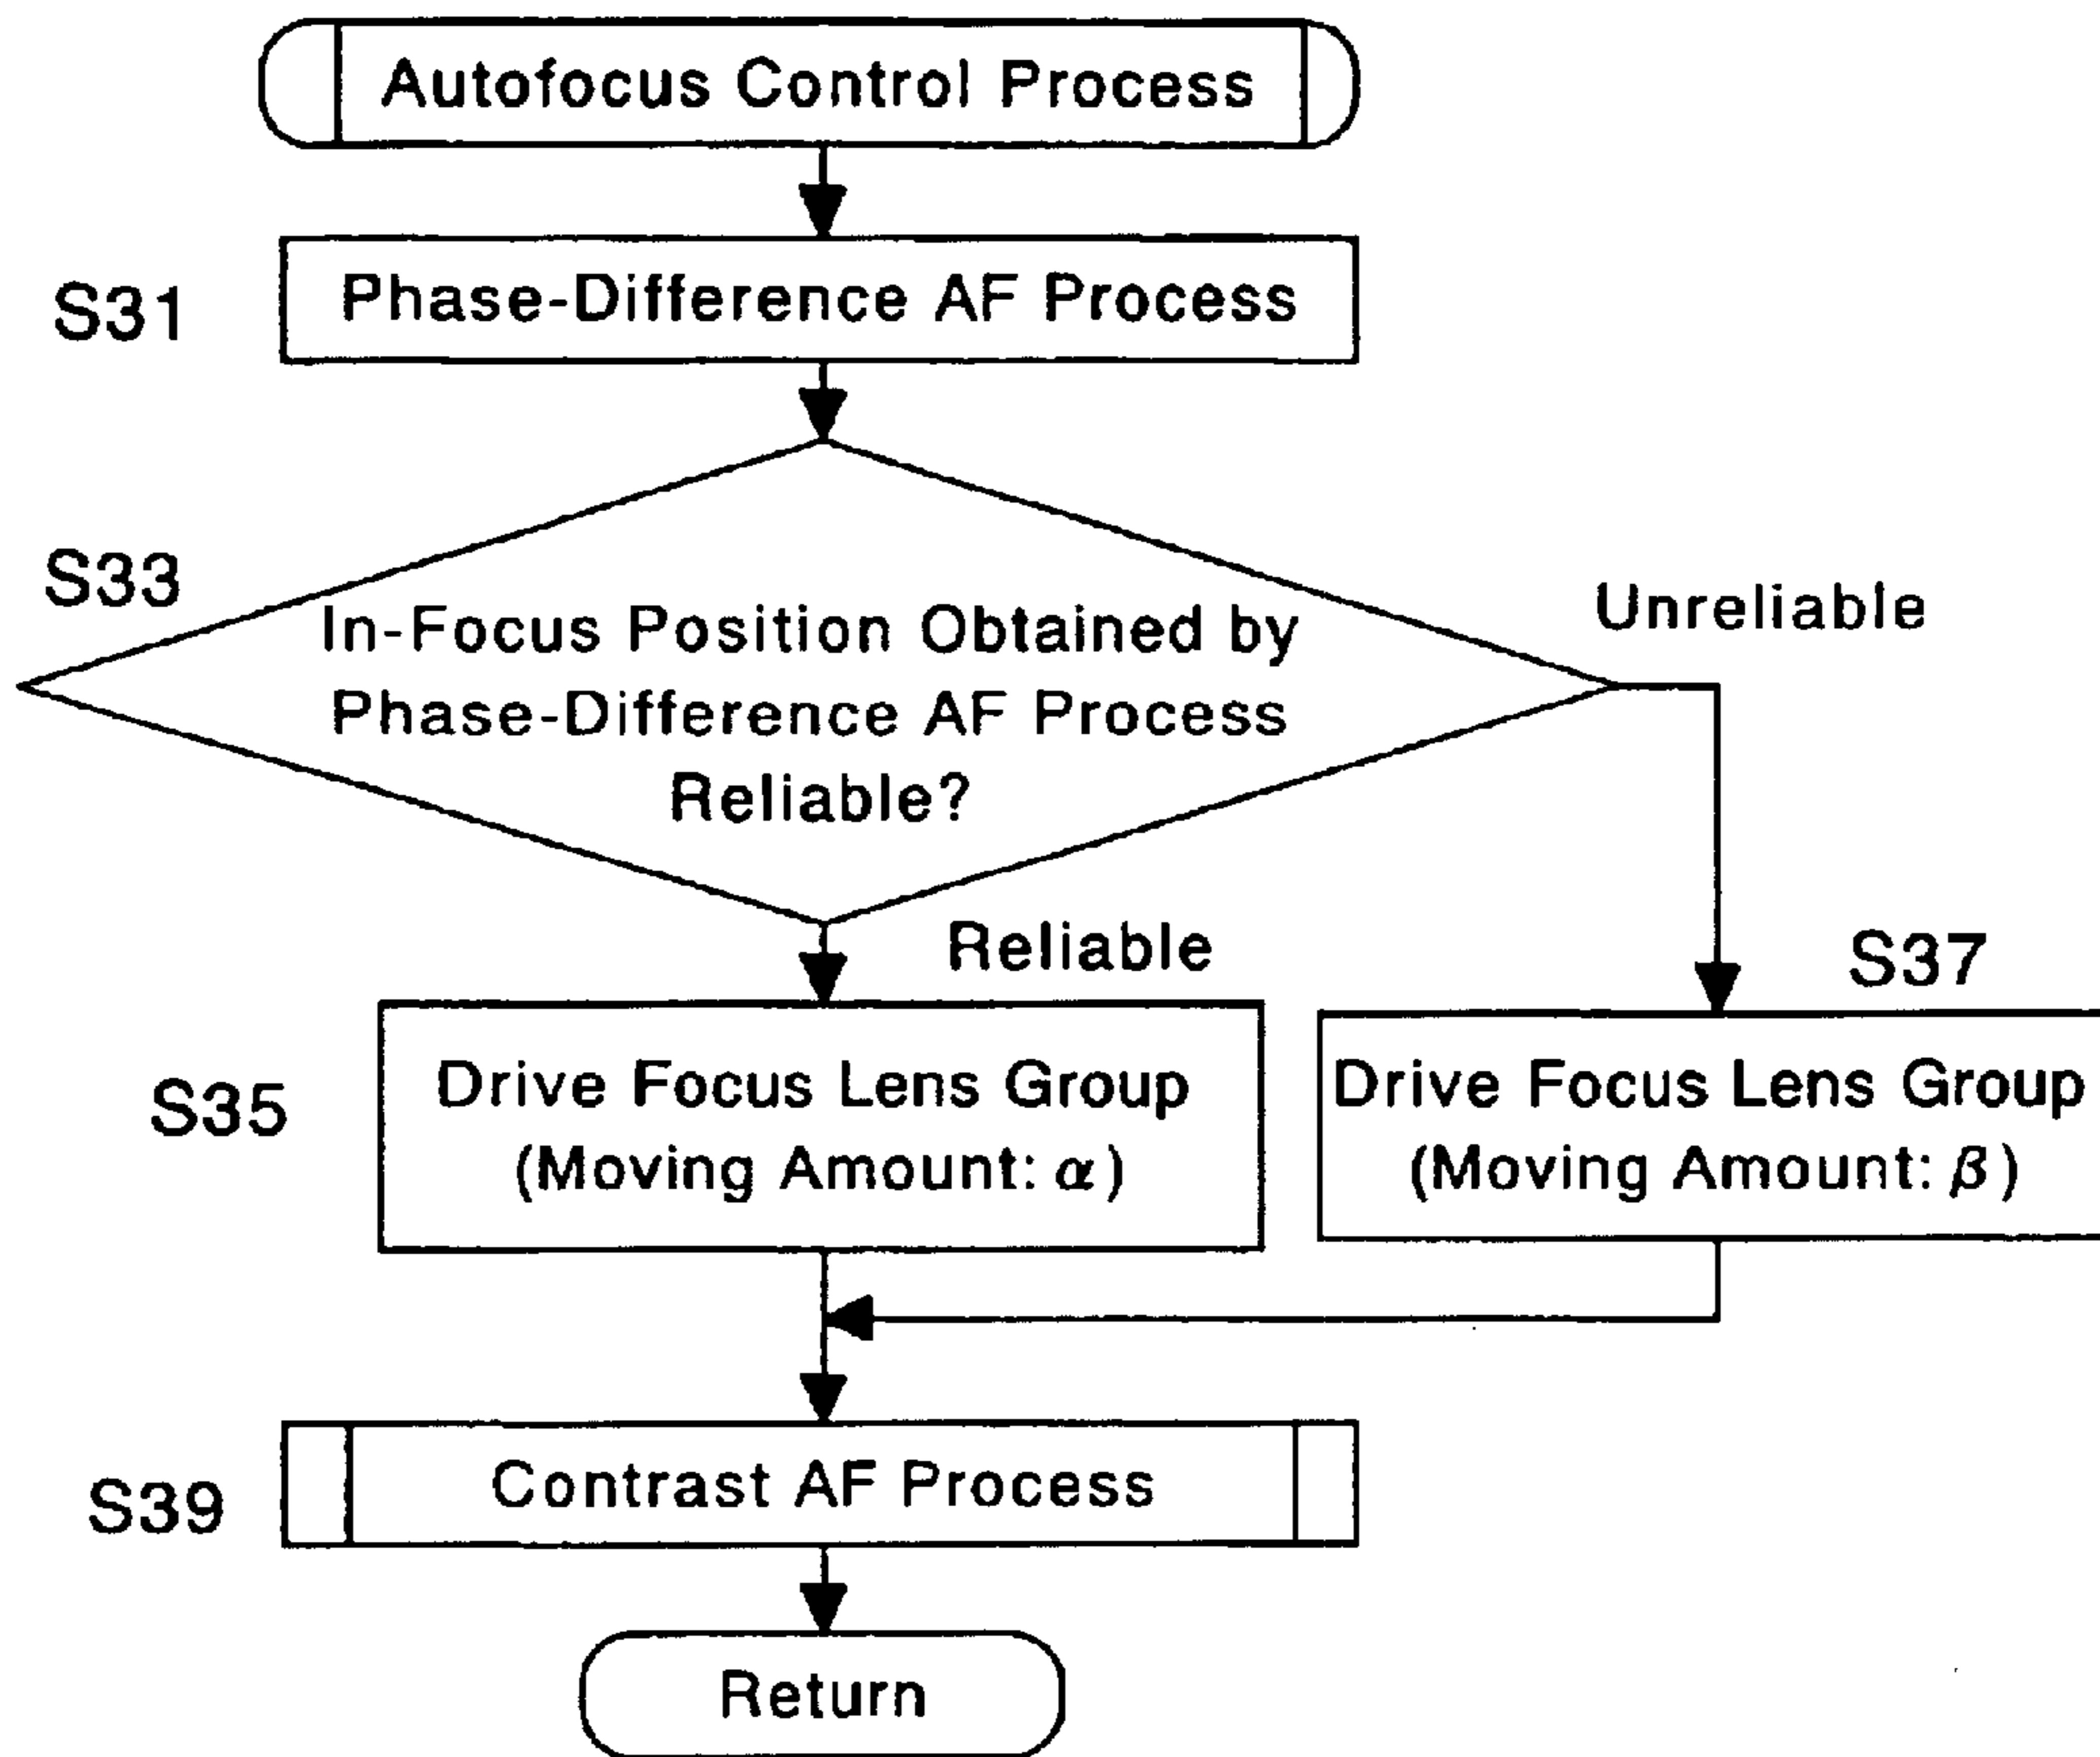 Autofocus Control Process
S31
Phase-Difference AF Process
S33
In-Focus Position Obtained by
Phase-Difference AF Process
Reliable?
Unreliable
Reliable
S35
Drive Focus Lens Group
(Moving Amount: α)
S37
Drive Focus Lens Group
(Moving Amount: β)
S39
Contrast AF Process
Return